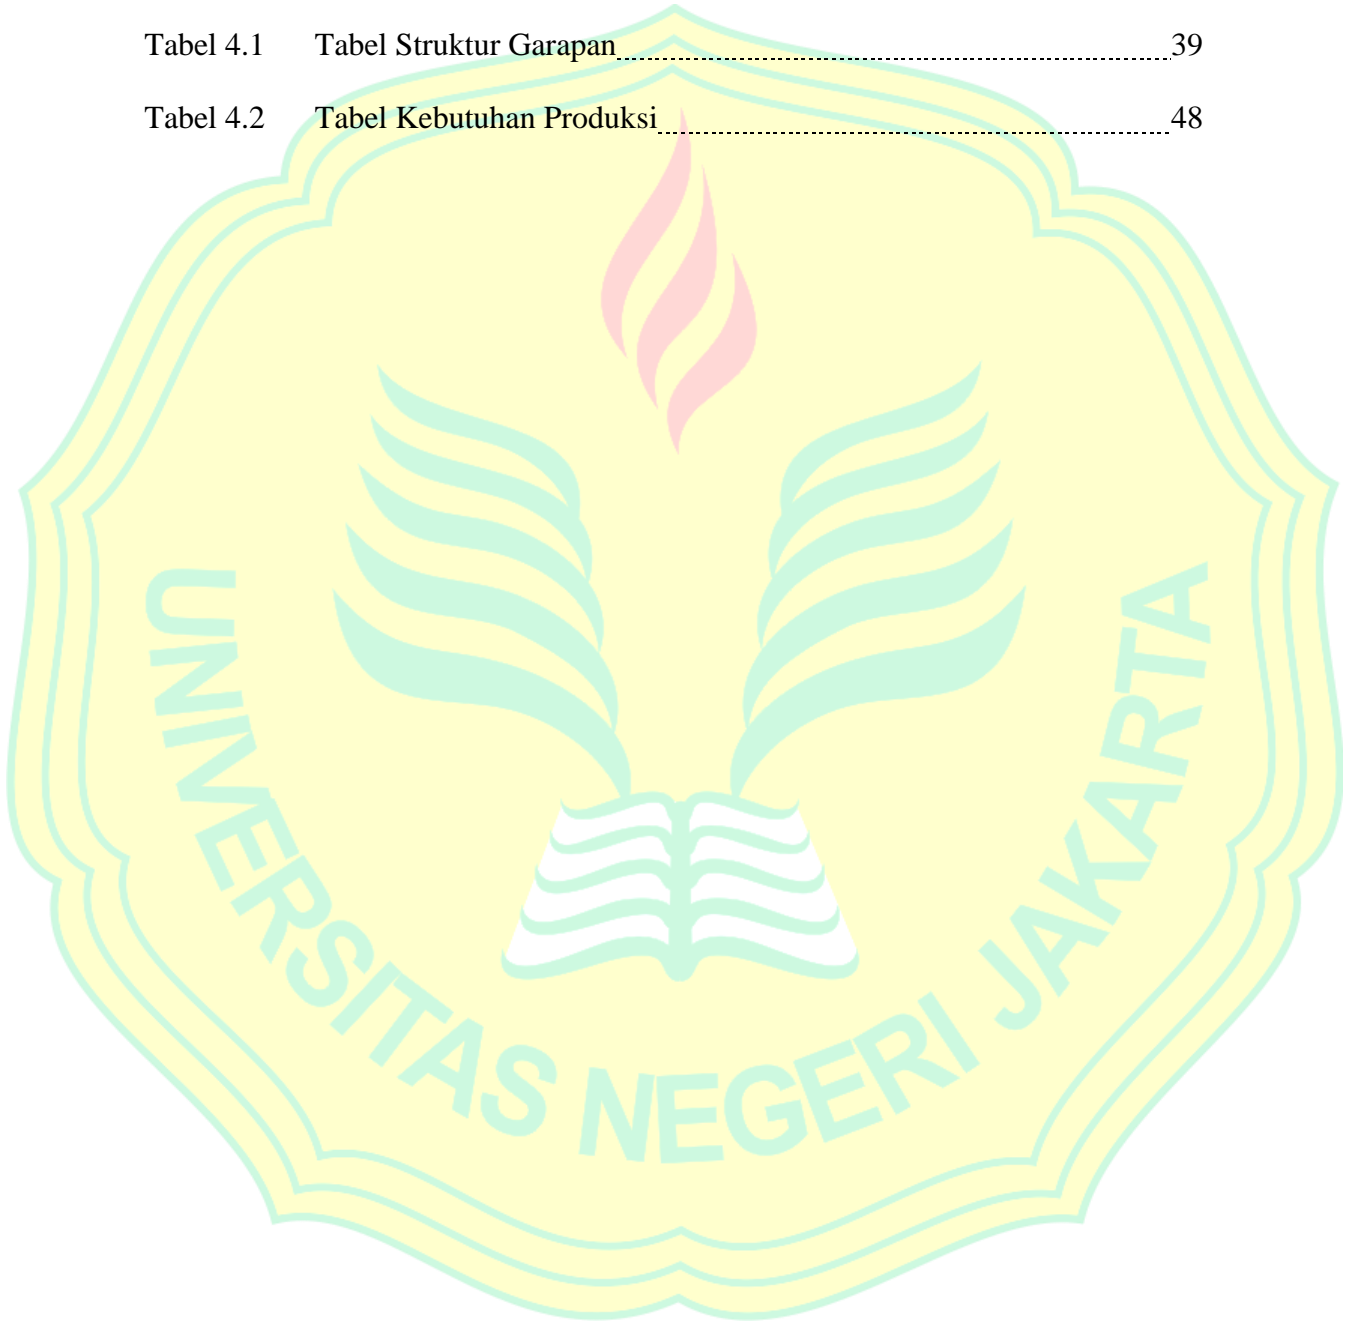 Tabel 4.1 Tabel Struktur Garapan 39
Tabel 4.2 Tabel Kebutuhan Produksi 48
UNIVERSITAS NEGERI JAKARTA